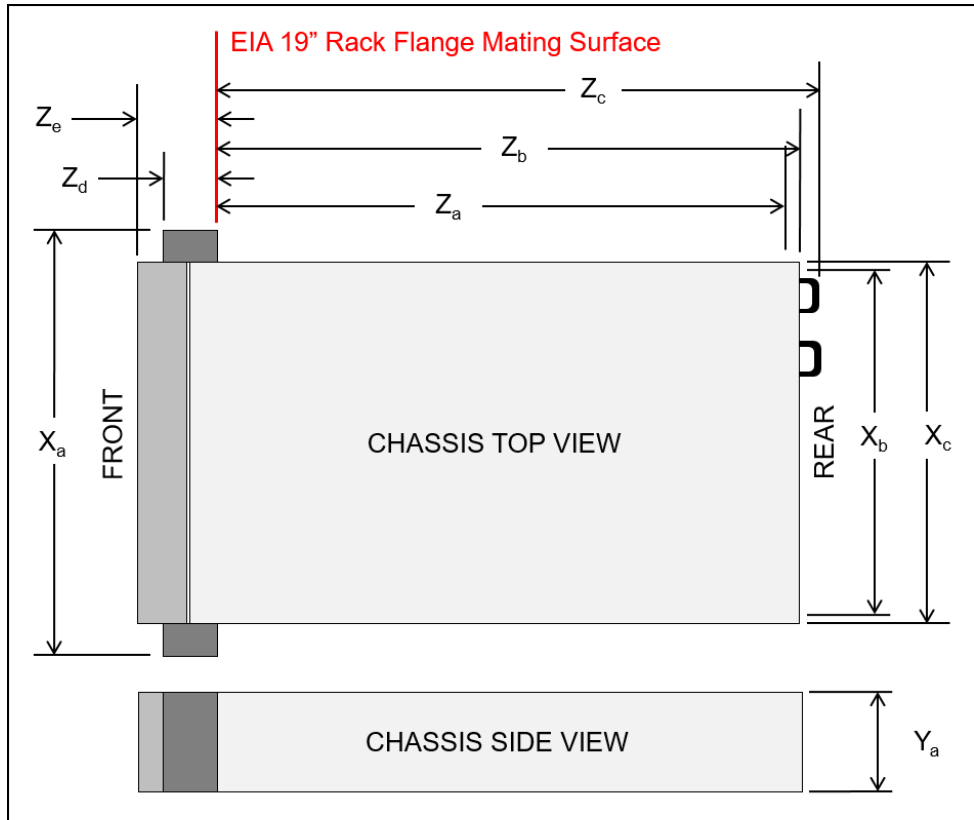 EIA 19” Rack Flange Mating Surface
Zc
Ze
Zb
Zd
Za
FRONT
Xa
CHASSIS TOP VIEW
REAR
Xb
Xc
CHASSIS SIDE VIEW
Ya